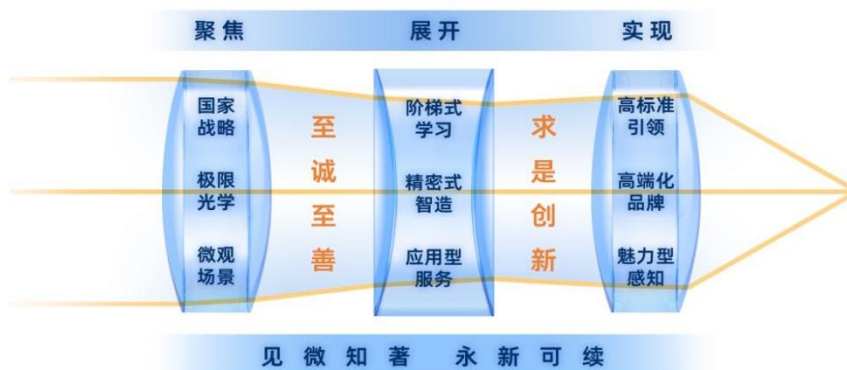 聚焦 展开 实现
国家
战略
极限
光学
微观
场景
至诚至善
阶梯式
学习
精密式
智造
应用型
服务
求是创新
高标准
引领
高端化
品牌
魅力型
感知
见微知著 永新可续